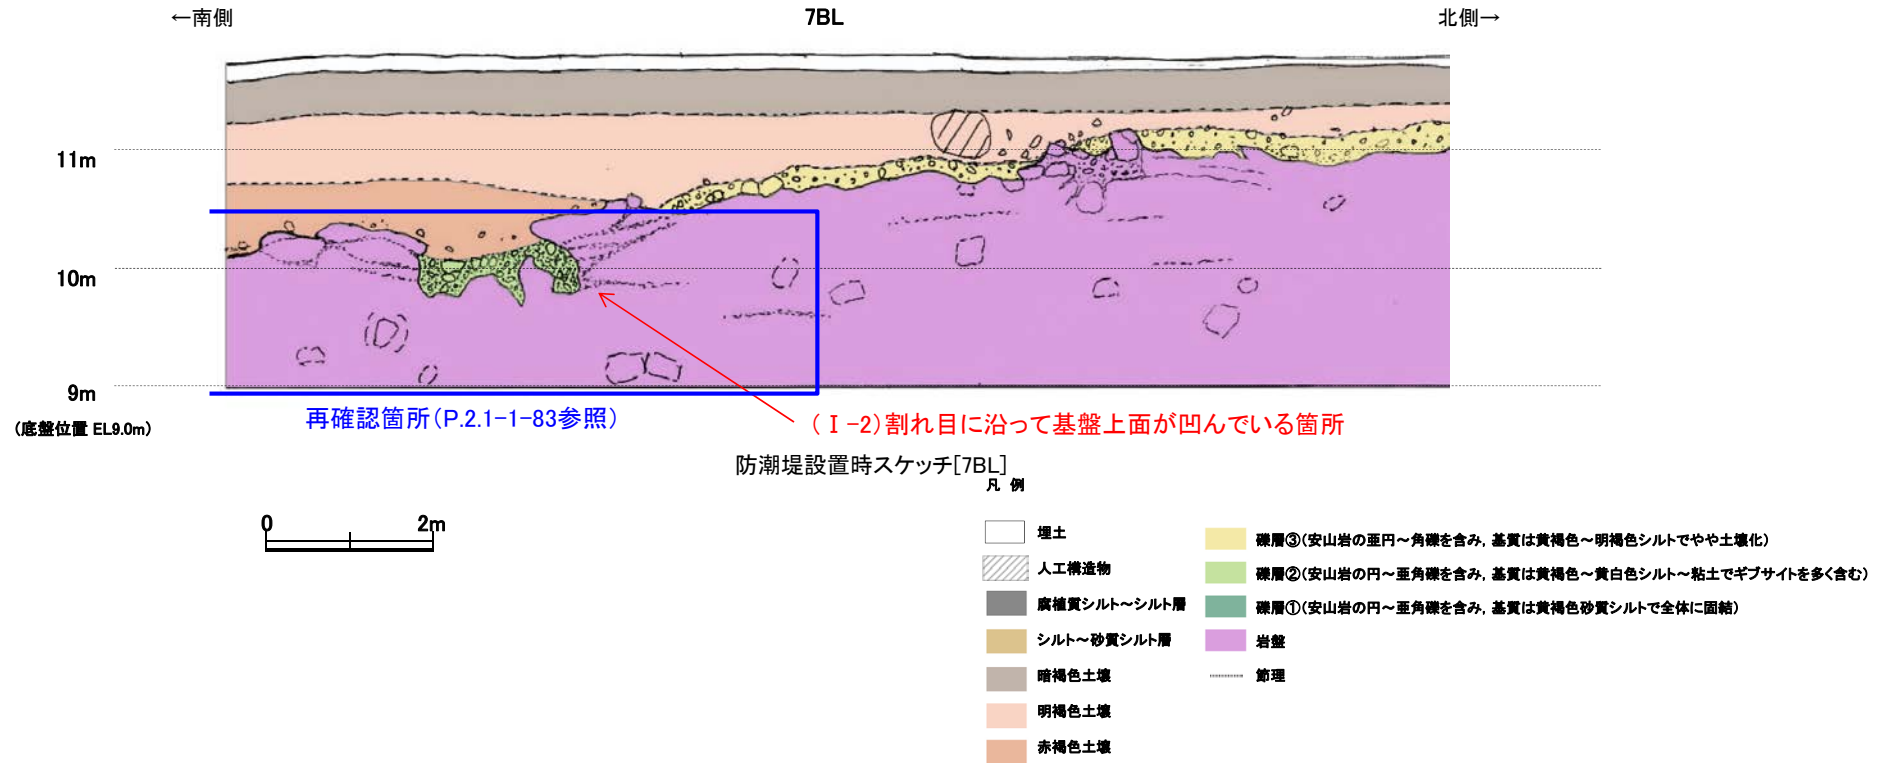 ←南側
7BL
北側→
11m
10m
9m
(底盤位置 EL9.0m)
再確認箇所(P.2.1-1-83参照)
(Ⅰ-2)割れ目に沿って基盤上面が凹んでいる箇所
防潮堤設置時スケッチ[7BL]
0
2m
凡 例
埋土
人工構造物
腐植質シルト～シルト層
シルト～砂質シルト層
暗褐色土壌
明褐色土壌
赤褐色土壌
礫層③(安山岩の亜円～角礫を含み, 基質は黄褐色～明褐色シルトでやや土壌化)
礫層②(安山岩の円～亜角礫を含み, 基質は黄褐色～黄白色シルト～粘土でギブサイトを多く含む)
礫層①(安山岩の円～亜角礫を含み, 基質は黄褐色砂質シルトで全体に固結)
岩盤
節理